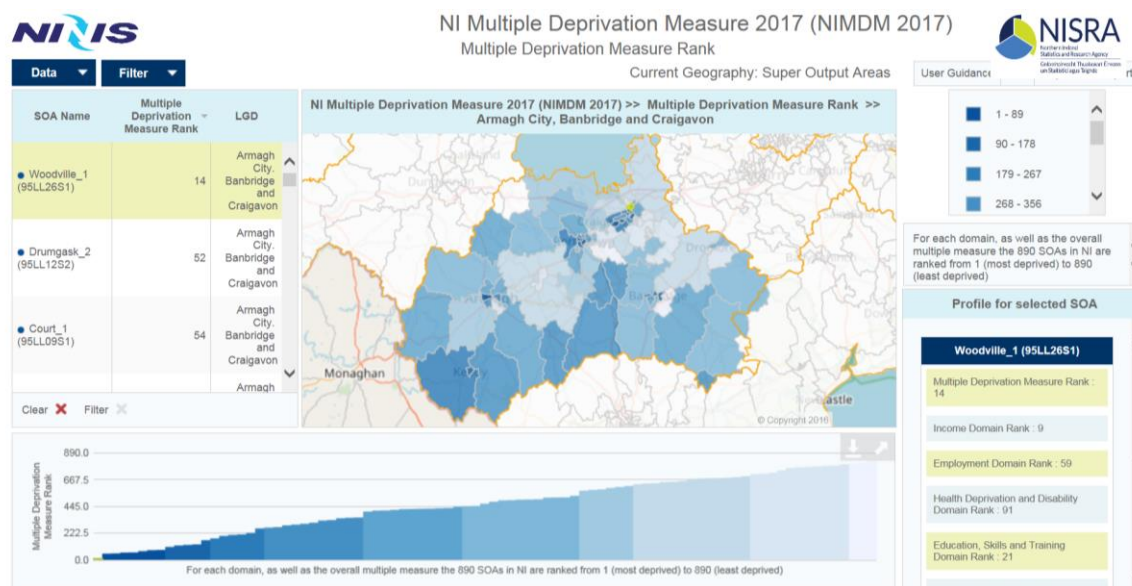 NINIS
NI Multiple Deprivation Measure 2017 (NIMDM 2017)
Multiple Deprivation Measure Rank
NISRA
Northern Ireland
Statistics and Research Agency
Data
Filter
Current Geography: Super Output Areas
User Guidance
SOA Name
Multiple
Deprivation
Measure Rank
LGD
Woodville_1
(95LL26S1)
14
Armagh
City,
Banbridge
and
Craigavon
Drumgask_2
(95LL12S2)
52
Armagh
City,
Banbridge
and
Craigavon
Court_1
(95LL09S1)
54
Armagh
City,
Banbridge
and
Craigavon
Armagh
Clear
Filter
NI Multiple Deprivation Measure 2017 (NIMDM 2017) >> Multiple Deprivation Measure Rank >>
Armagh City, Banbridge and Craigavon
Monaghan
© Copyright 2016
1 - 89
90 - 178
179 - 267
268 - 356
For each domain, as well as the overall
multiple measure the 890 SOAs in NI are
ranked from 1 (most deprived) to 890
(least deprived)
Profile for selected SOA
Woodville_1 (95LL26S1)
Multiple Deprivation Measure Rank :
14
Income Domain Rank : 9
Employment Domain Rank : 59
Health Deprivation and Disability
Domain Rank : 91
Education, Skills and Training
Domain Rank : 21
Multiple Deprivation
Measure Rank
890.0
667.5
445.0
222.5
0.0
For each domain, as well as the overall multiple measure the 890 SOAs in NI are ranked from 1 (most deprived) to 890 (least deprived)